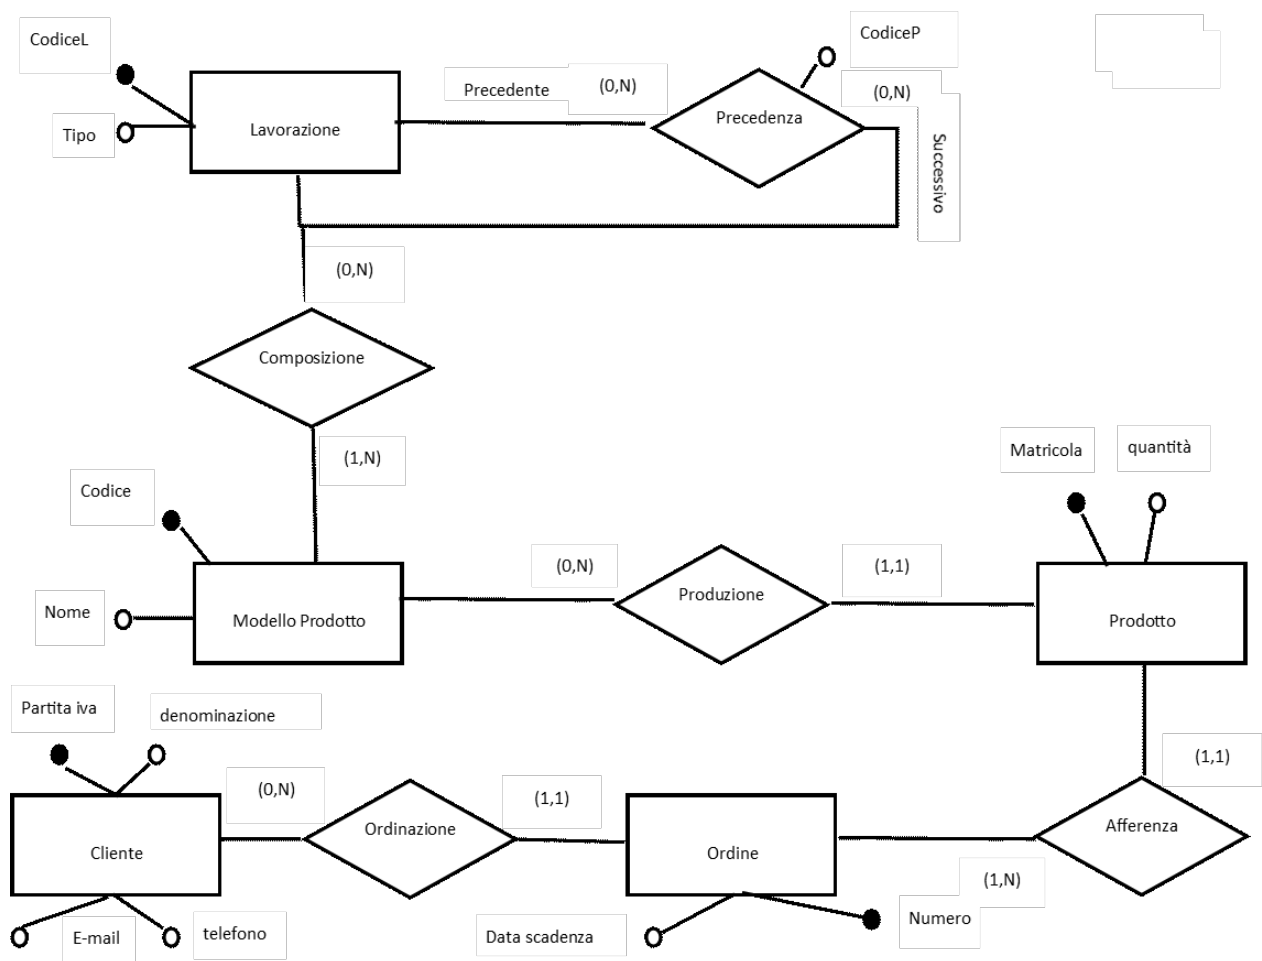 CodiceL
CodiceP
Precedente
(0,N)
(0,N)
Tipo
Lavorazione
Precedenza
Successivo
(0,N)
Composizione
(1,N)
Matricola
quantità
Codice
(0,N)
(1,1)
Nome
Modello Prodotto
Produzione
Prodotto
Partita iva
denominazione
(1,1)
(0,N)
(1,1)
Cliente
Ordinazione
Ordine
Afferenza
(1,N)
E-mail
telefono
Data scadenza
Numero